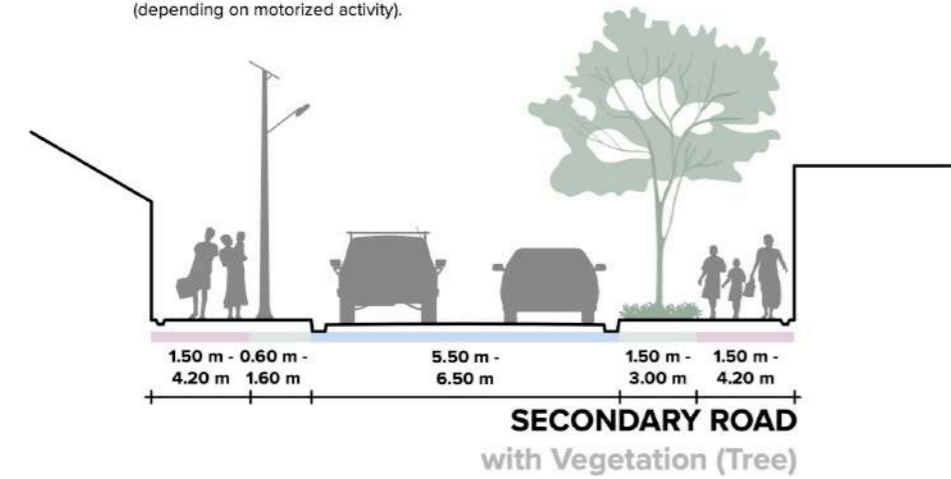 (depending on motorized activity).
1.50 m - 0.60 m - 5.50 m - 1.50 m - 1.50 m -
4.20 m 1.60 m 6.50 m 3.00 m 4.20 m
SECONDARY ROAD
with Vegetation (Tree)